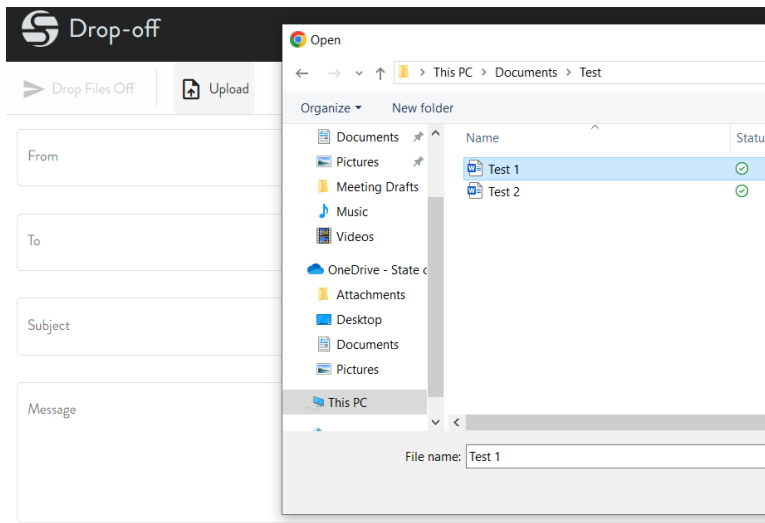 Drop-off
Drop Files Off
Upload
From
To
Subject
Message
Open
This PC > Documents > Test
Organize
New folder
Documents
Pictures
Meeting Drafts
Music
Videos
OneDrive - State
Attachments
Desktop
Documents
Pictures
This PC
Name
Statu
Test 1
Test 2
File name: Test 1